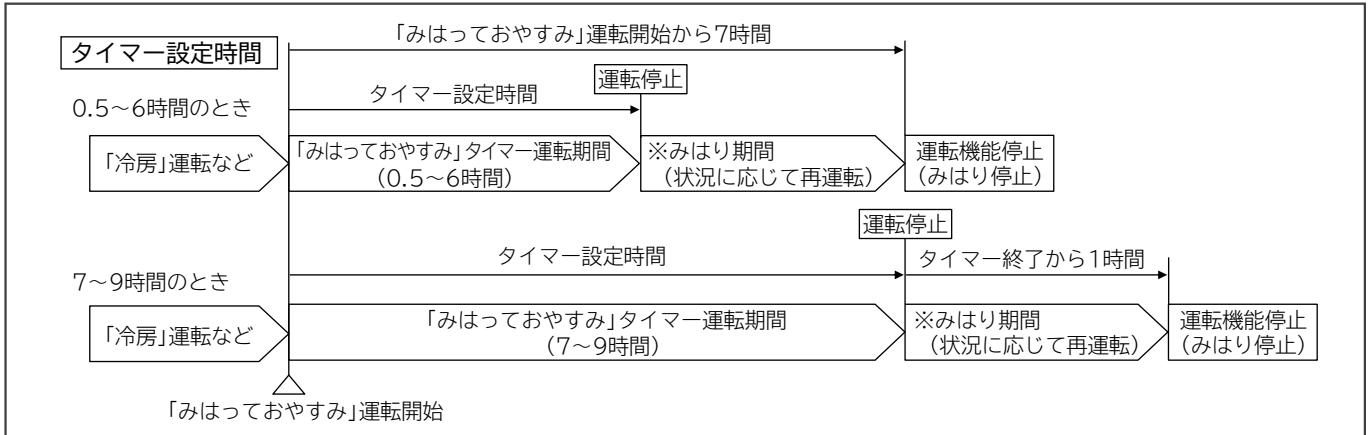 「みはっておやすみ」運転開始から7時間
タイマー設定時間
運転停止
タイマー設定時間
0.5～6時間のとき
「冷房」運転など
「みはっておやすみ」タイマー運転期間
(0.5～6時間)
※みはり期間
(状況に応じて再運転)
運転機能停止
(みはり停止)
運転停止
タイマー設定時間
タイマー終了から1時間
7～9時間のとき
「冷房」運転など
「みはっておやすみ」タイマー運転期間
(7～9時間)
※みはり期間
(状況に応じて再運転)
運転機能停止
(みはり停止)
「みはっておやすみ」運転開始